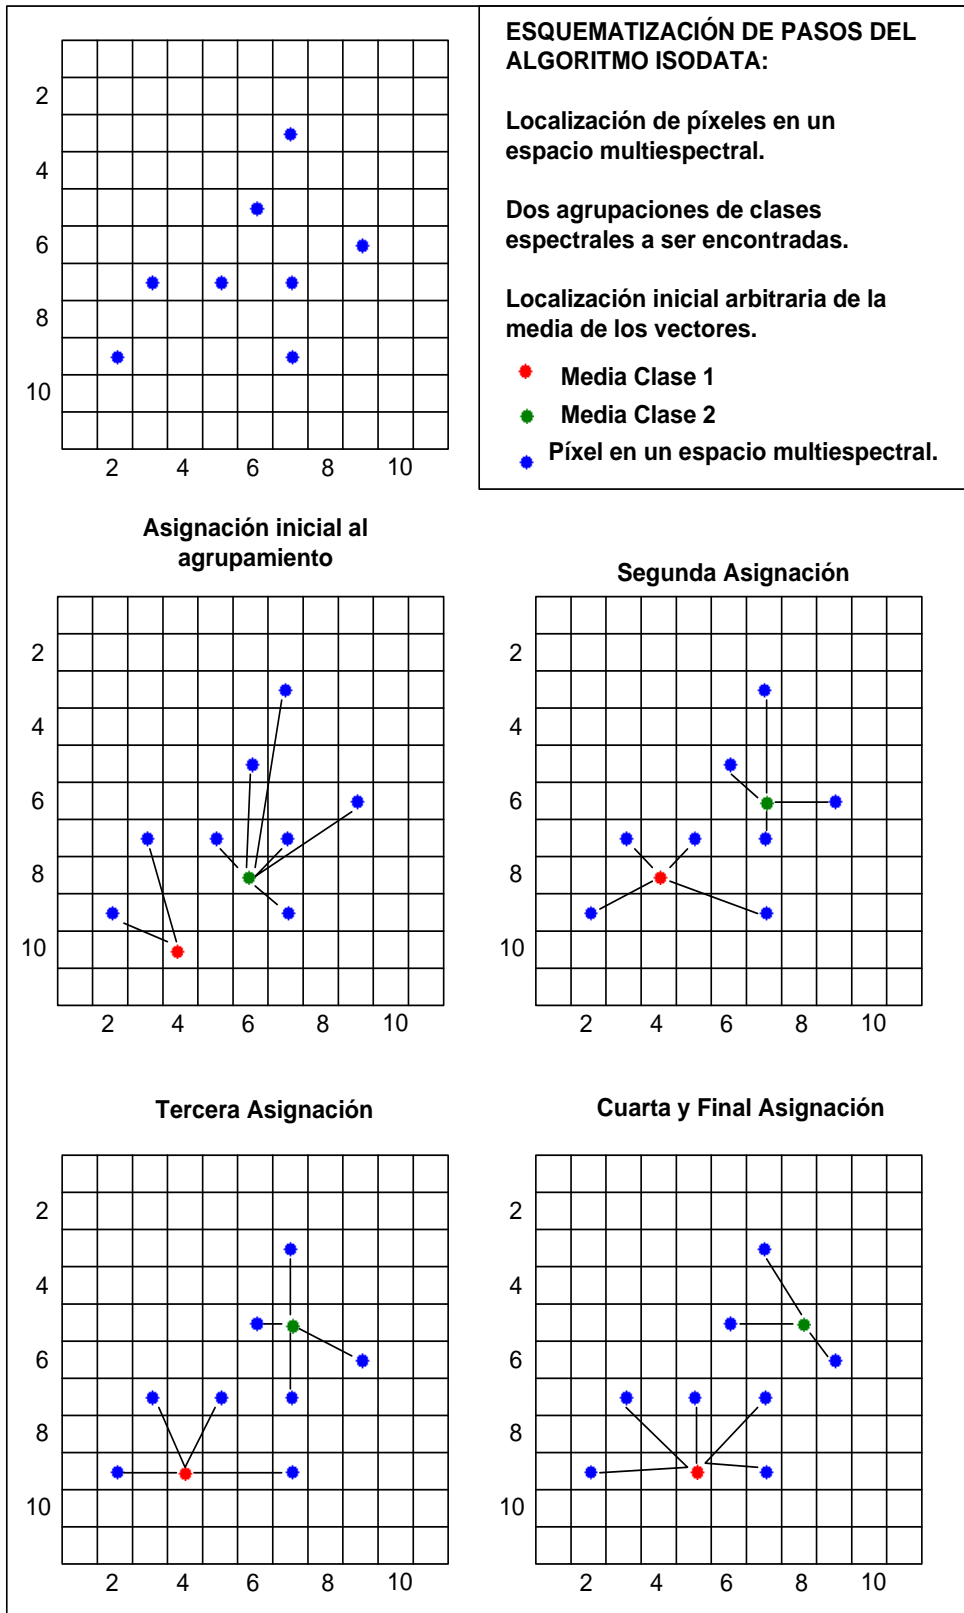 ESQUEMATIZACIÓN DE PASOS DEL
ALGORITMO ISODATA:
Localización de píxeles en un
espacio multiespectral.
Dos agrupaciones de clases
espectrales a ser encontradas.
Localización inicial arbitraria de la
media de los vectores.
Media Clase 1
Media Clase 2
Píxel en un espacio multiespectral.
2
4
6
8
10
2 4 6 8 10
Asignación inicial al
agrupamiento
2
4
6
8
10
2 4 6 8 10
Segunda Asignación
2
4
6
8
10
2 4 6 8 10
Tercera Asignación
2
4
6
8
10
2 4 6 8 10
Cuarta y Final Asignación
2
4
6
8
10
2 4 6 8 10